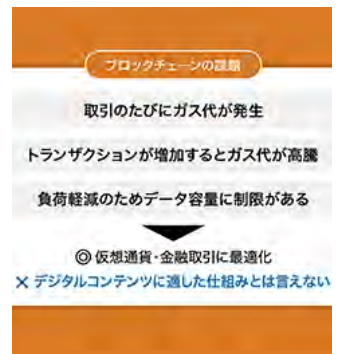 ブロックチェーンの課題
取引のたびにガス代が発生
トランザクションが増加するとガス代が高騰
負荷軽減のためデータ容量に制限がある
◎仮想通貨・金融取引に最適化
×デジタルコンテンツに適した仕組みとは言えない